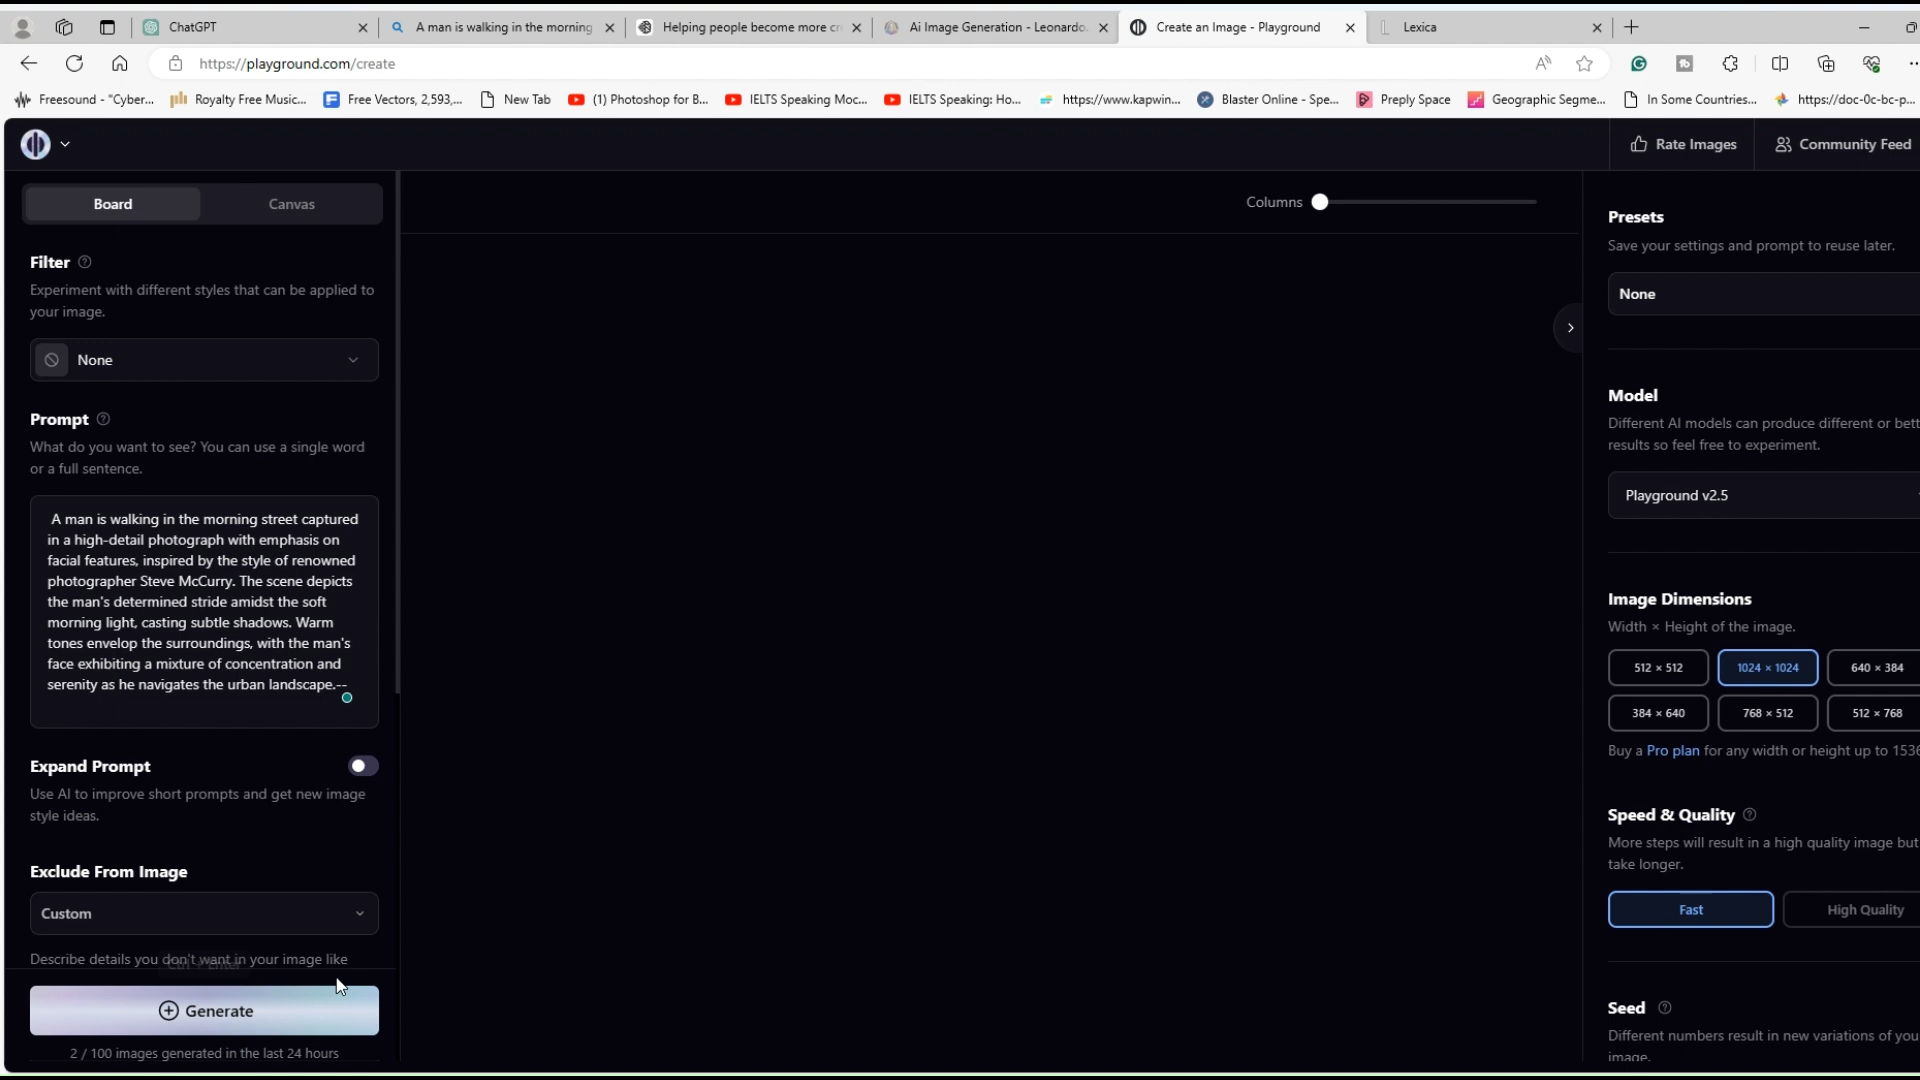 ChatGPT
A man is walking in the morning
Helping people become more cr
Ai Image Generation - Leonardo.
Create an Image - Playground
Lexica
https://playground.com/create
Freesound - "Cyber...
Royalty Free Music...
Free Vectors, 2,593,...
New Tab
(1) Photoshop for B...
IELTS Speaking Moc...
IELTS Speaking: Ho...
https://www.kapwin...
Blaster Online - Spe...
Preply Space
Geographic Segme...
In Some Countries...
https://doc-0c-bc-p...
Rate Images
Community Feed
Board
Canvas
Columns
Filter
Experiment with different styles that can be applied to
your image.
None
Prompt
What do you want to see? You can use a single word
or a full sentence.
A man is walking in the morning street captured
in a high-detail photograph with emphasis on
facial features, inspired by the style of renowned
photographer Steve McCurry. The scene depicts
the man's determined stride amidst the soft
morning light, casting subtle shadows. Warm
tones envelop the surroundings, with the man's
face exhibiting a mixture of concentration and
serenity as he navigates the urban landscape.--
Expand Prompt
Use AI to improve short prompts and get new image
style ideas.
Exclude From Image
Custom
Describe details you don't want in your image like
Ctrl + Enter
Generate
2 / 100 images generated in the last 24 hours
Presets
Save your settings and prompt to reuse later.
None
Model
Different AI models can produce different or bett
results so feel free to experiment.
Playground v2.5
Image Dimensions
Width × Height of the image.
512 × 512
1024 × 1024
640 × 384
384 × 640
768 × 512
512 × 768
Buy a Pro plan for any width or height up to 1536
Speed & Quality
More steps will result in a high quality image but
take longer.
Fast
High Quality
Seed
Different numbers result in new variations of you
image.